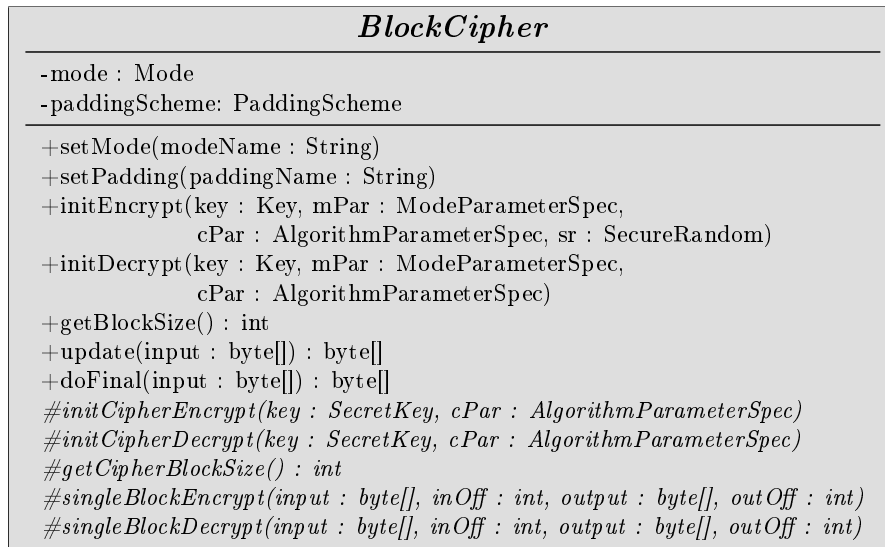 BlockCipher
-mode : Mode
-paddingScheme: PaddingScheme
+setMode(modeName : String)
+setPadding(paddingName : String)
+initEncrypt(key : Key, mPar : ModeParameterSpec,
cPar : AlgorithmParameterSpec, sr : SecureRandom)
+initDecrypt(key : Key, mPar : ModeParameterSpec,
cPar : AlgorithmParameterSpec)
+getBlockSize() : int
+update(input : byte[]) : byte[]
+doFinal(input : byte[]) : byte[]
#initCipherEncrypt(key : SecretKey, cPar : AlgorithmParameterSpec)
#initCipherDecrypt(key : SecretKey, cPar : AlgorithmParameterSpec)
#getCipherBlockSize() : int
#singleBlockEncrypt(input : byte[], inOff : int, output : byte[], outOff : int)
#singleBlockDecrypt(input : byte[], inOff : int, output : byte[], outOff : int)